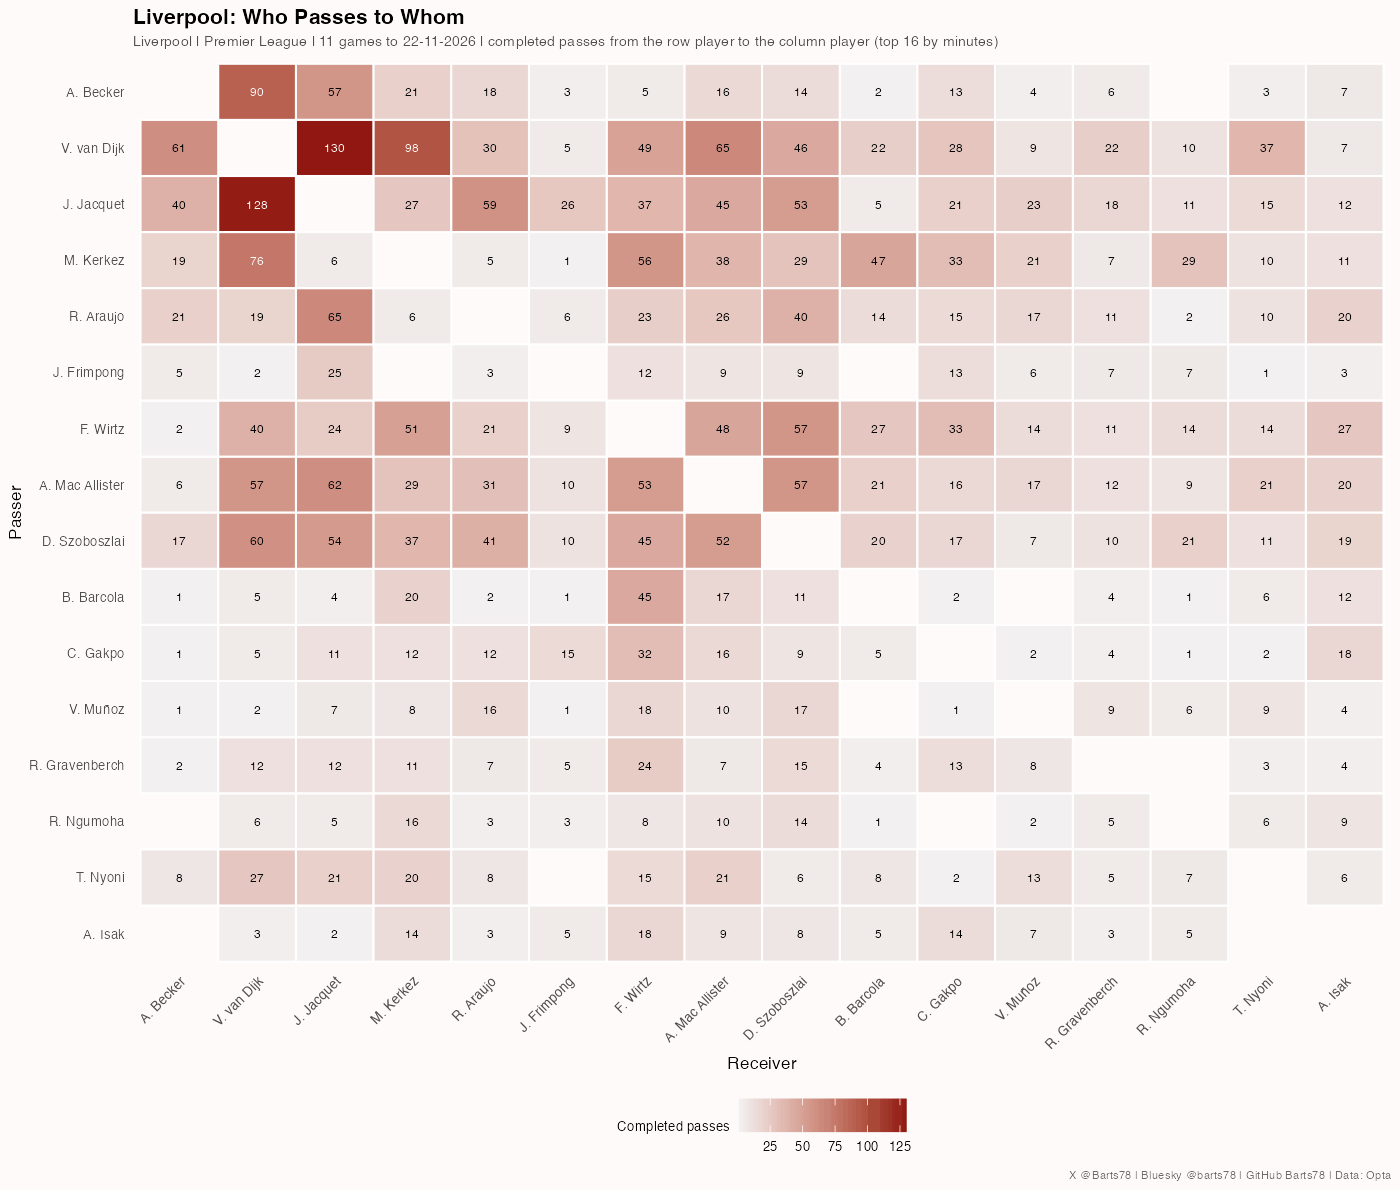 Liverpool: Who Passes to Whom
Liverpool | Premier League | 11 games to 22-11-2026 | completed passes from the row player to the column player (top 16 by minutes)
Passer
A. Becker 90 57 21 18 3 5 16 14 2 13 4 6 3 7
V. van Dijk 61 130 98 30 5 49 65 46 22 28 9 22 10 37 7
J. Jacquet 40 128 27 59 26 37 45 53 5 21 23 18 11 15 12
M. Kerkez 19 76 6 5 1 56 38 29 47 33 21 7 29 10 11
R. Araujo 21 19 65 6 6 23 26 40 14 15 17 11 2 10 20
J. Frimpong 5 2 25 3 12 9 9 13 6 7 7 1 3
F. Wirtz 2 40 24 51 21 9 48 57 27 33 14 11 14 14 27
A. Mac Allister 6 57 62 29 31 10 53 57 21 16 17 12 9 21 20
D. Szoboszlai 17 60 54 37 41 10 45 52 20 17 7 10 21 11 19
B. Barcola 1 5 4 20 2 1 45 17 11 2 4 1 6 12
C. Gakpo 1 5 11 12 12 15 32 16 9 5 2 4 1 2 18
V. Muñoz 1 2 7 8 16 1 18 10 17 1 9 6 9 4
R. Gravenberch 2 12 12 11 7 5 24 7 15 4 13 8 3 4
R. Ngumoha 6 5 16 3 3 8 10 14 1 2 5 6 9
T. Nyoni 8 27 21 20 8 15 21 6 8 2 13 5 7 6
A. Isak 3 2 14 3 5 18 9 8 5 14 7 3 5
A. Becker V. van Dijk J. Jacquet M. Kerkez R. Araujo J. Frimpong F. Wirtz A. Mac Allister D. Szoboszlai B. Barcola C. Gakpo V. Muñoz R. Gravenberch R. Ngumoha T. Nyoni A. Isak
Receiver
Completed passes
25 50 75 100 125
X @Barts78 | Bluesky @barts78 | GitHub Barts78 | Data: Opta